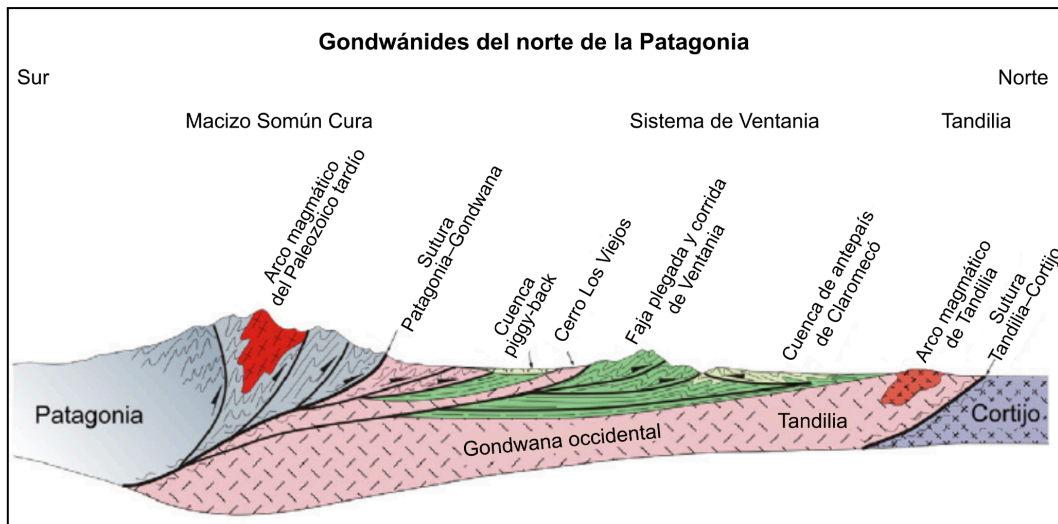 Gondwánides del norte de la Patagonia
Sur
Norte
Macizo Somún Cura
Sistema de Ventania
Tandilia
Arco magmático
del Paleozoico tardío
Sutura
Patagonia–Gondwana
Cuenca
piggy-back
Cerro Los Viejos
Faja plegada y corrida
de Ventania
Cuenca de antepaís
de Claromecó
Arco magmático
de Tandilia
Sutura
Tandilia–Cortijo
Patagonia
Gondwana occidental
Tandilia
Cortijo